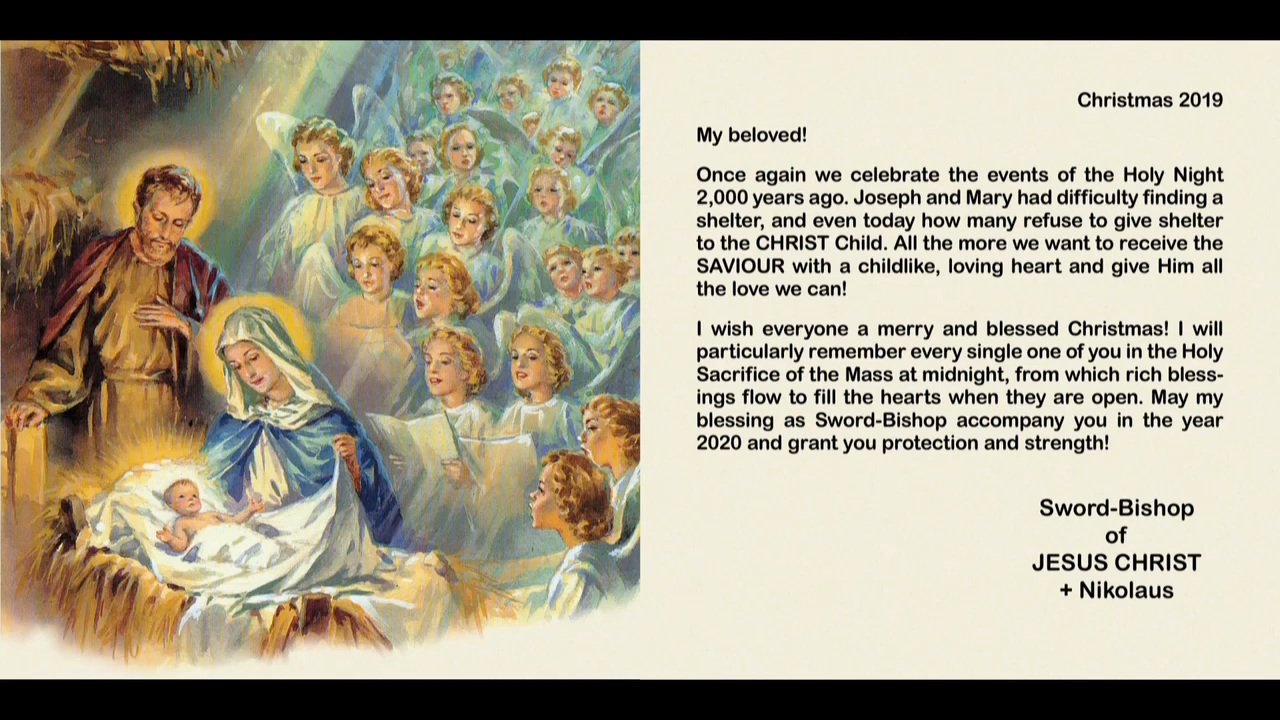 Christmas 2019
My beloved!
Once again we celebrate the events of the Holy Night
2,000 years ago. Joseph and Mary had difficulty finding a
shelter, and even today how many refuse to give shelter
to the CHRIST Child. All the more we want to receive the
SAVIOUR with a childlike, loving heart and give Him all
the love we can!
I wish everyone a merry and blessed Christmas! I will
particularly remember every single one of you in the Holy
Sacrifice of the Mass at midnight, from which rich bless-
ings flow to fill the hearts when they are open. May my
blessing as Sword-Bishop accompany you in the year
2020 and grant you protection and strength!
Sword-Bishop
of
JESUS CHRIST
+ Nikolaus